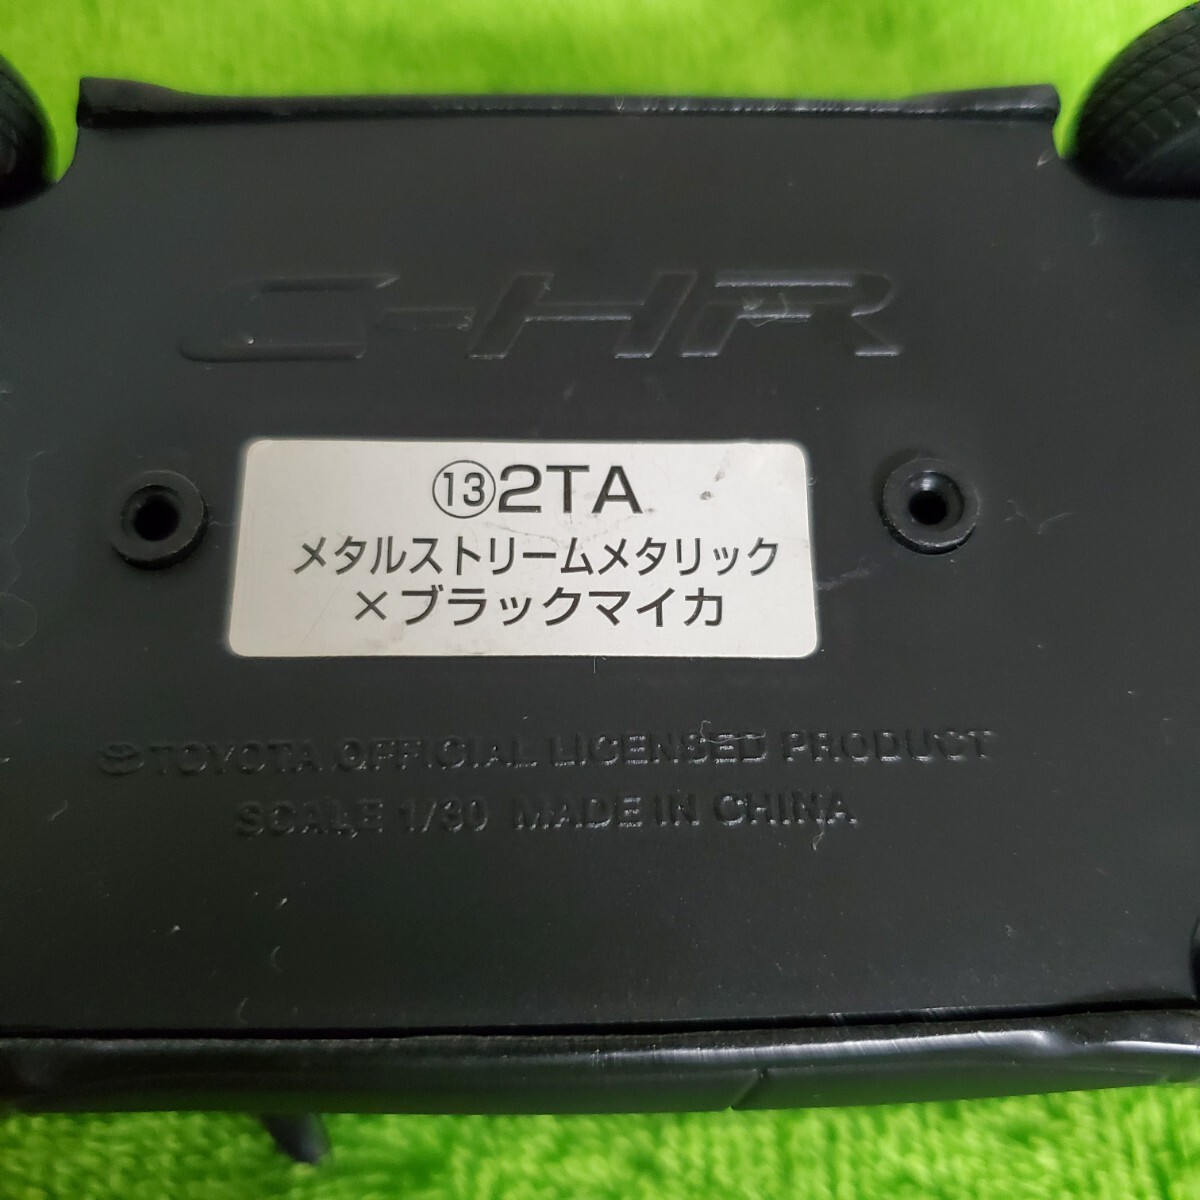 C-HR
⑬2TA
メタルストリームメタリック
×ブラックマイカ
TOYOTA OFFICIAL LICENSED PRODUCT
SCALE 1/30 MADE IN CHINA